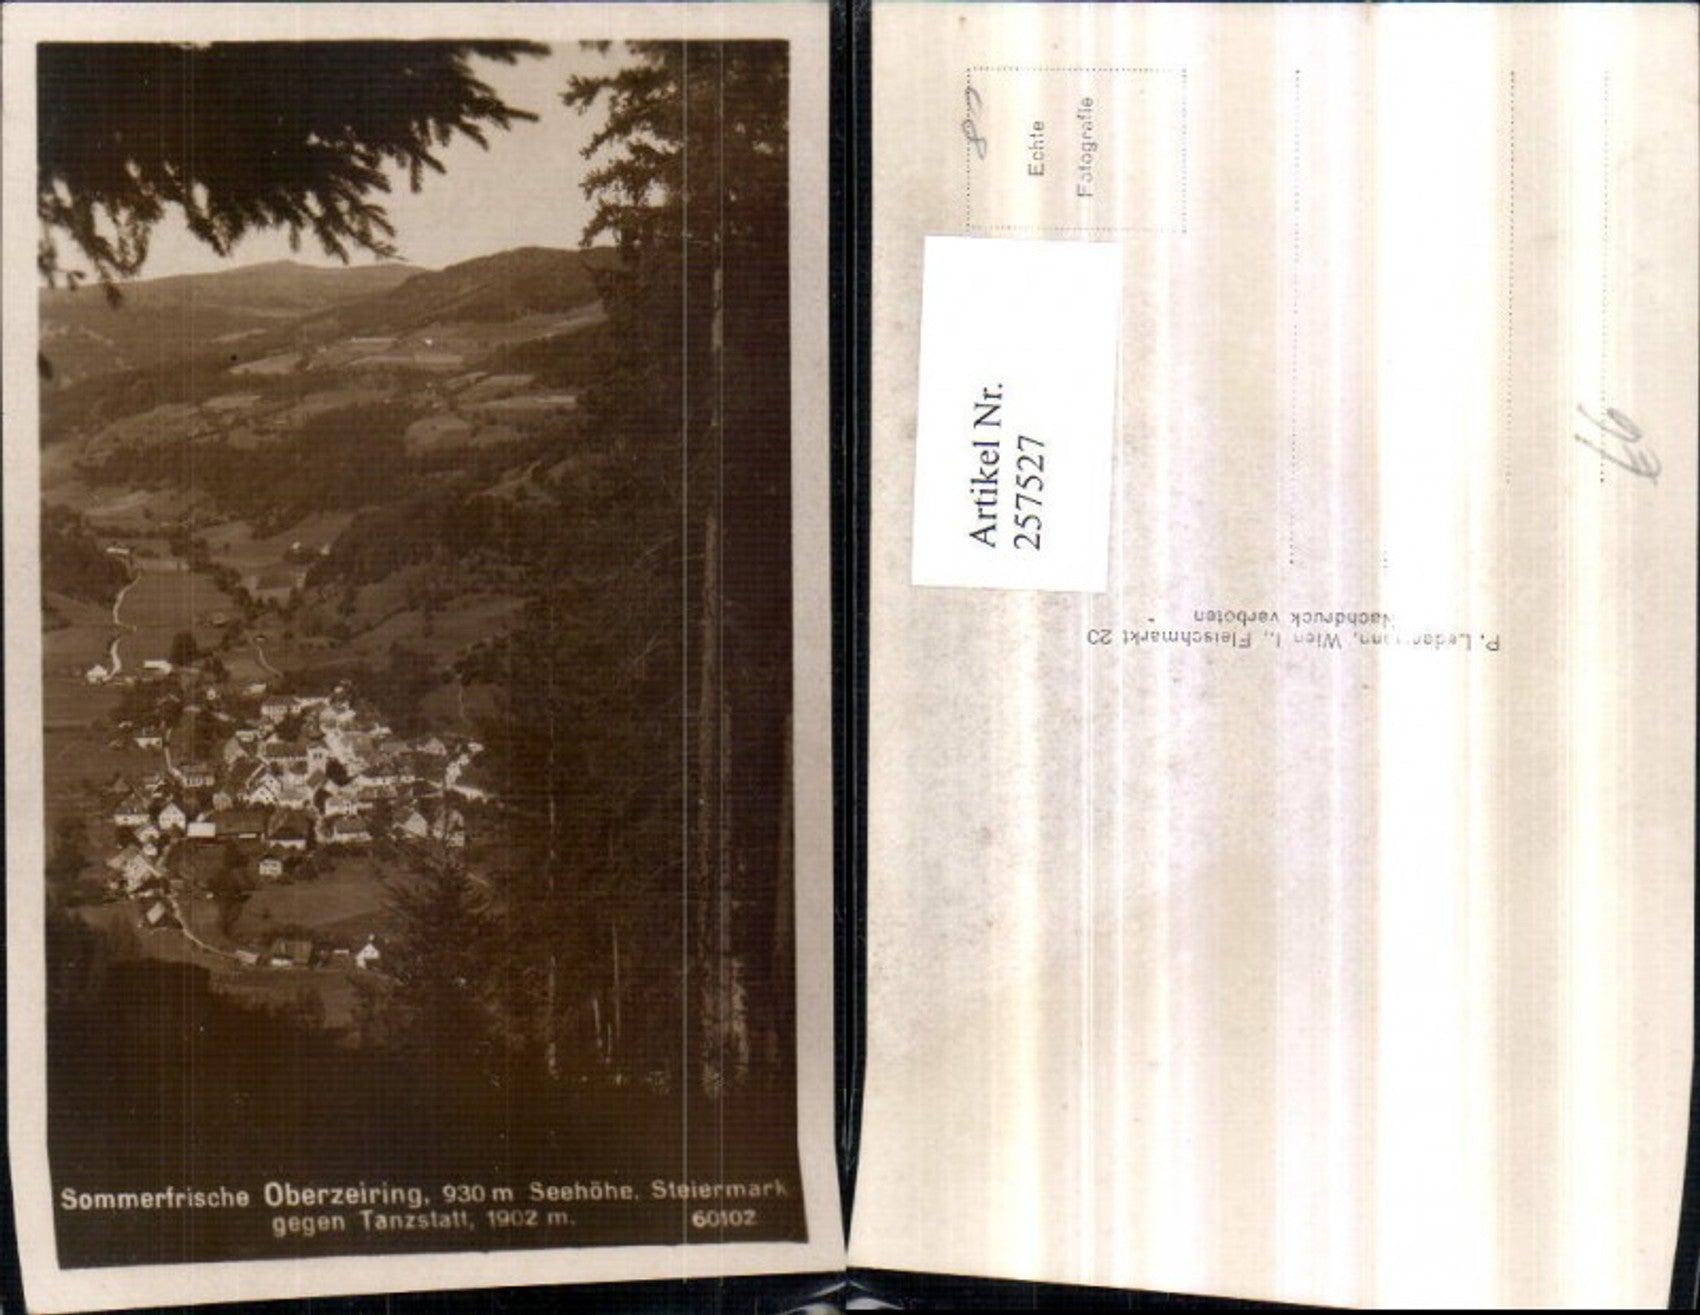 Sommerfrische Oberzeiring, 930 m Seehöhe, Steiermark
gegen Tanzstatt, 1902 m.
60102
Echte
Fotografie
Artikel Nr.
257527
P. Ledermann, Wien I., Fleischmarkt 20
Nachdruck verboten